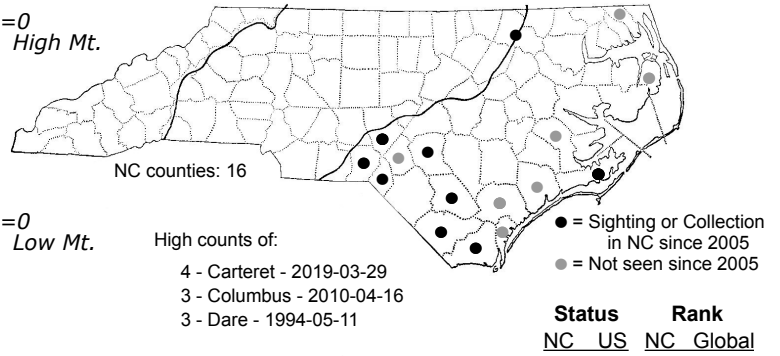 =0
High Mt.
NC counties: 16
=0
Low Mt.
High counts of:
4 - Carteret - 2019-03-29
3 - Columbus - 2010-04-16
3 - Dare - 1994-05-11
= Sighting or Collection
in NC since 2005
= Not seen since 2005
Status Rank
NC US NC Global